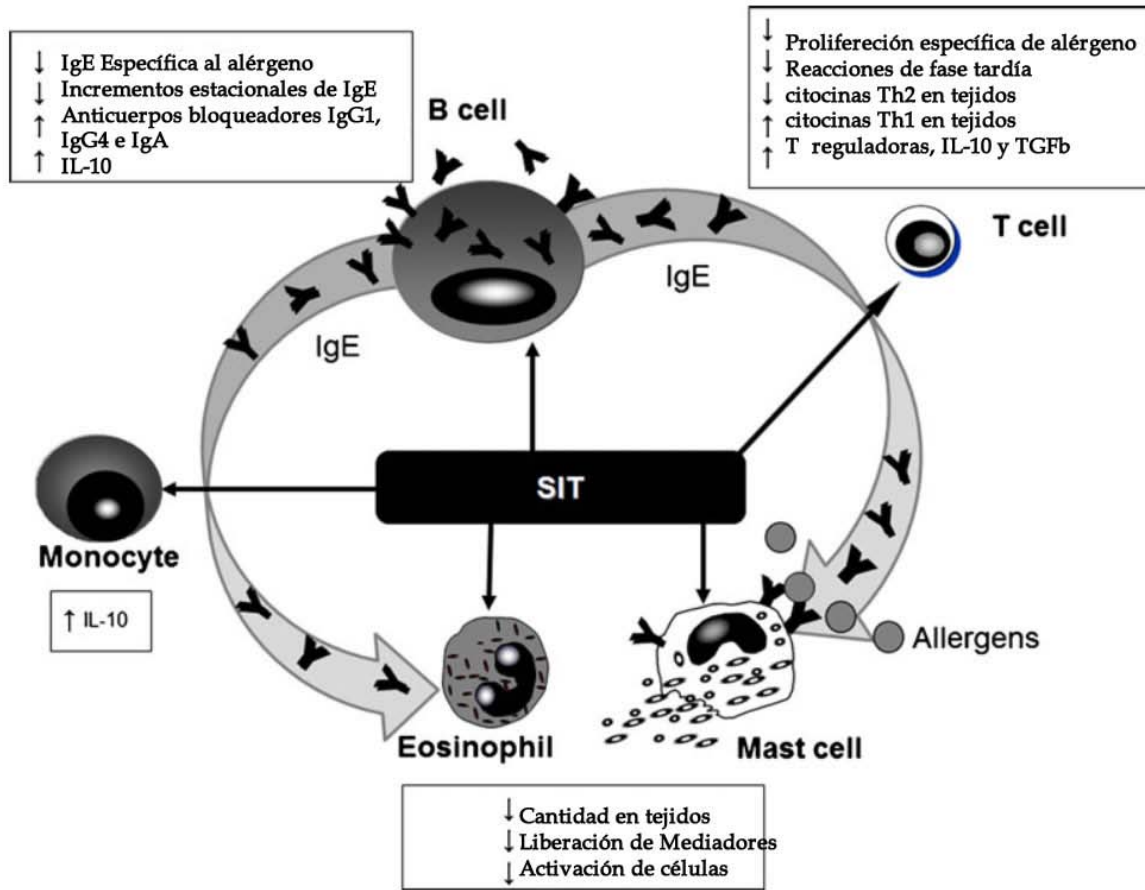 ↓ IgE Específica al alérgeno
↓ Incrementos estacionales de IgE
↑ Anticuerpos bloqueadores IgG1,
IgG4 e IgA
↑ IL-10
B cell
↓ Prolifereción específica de alérgeno
↓ Reacciones de fase tardía
↓ citocinas Th2 en tejidos
↑ citocinas Th1 en tejidos
↑ T reguladoras, IL-10 y TGFb
T cell
IgE
IgE
SIT
Monocyte
↑ IL-10
Allergens
Eosinophil
Mast cell
↓ Cantidad en tejidos
↓ Liberación de Mediadores
↓ Activación de células